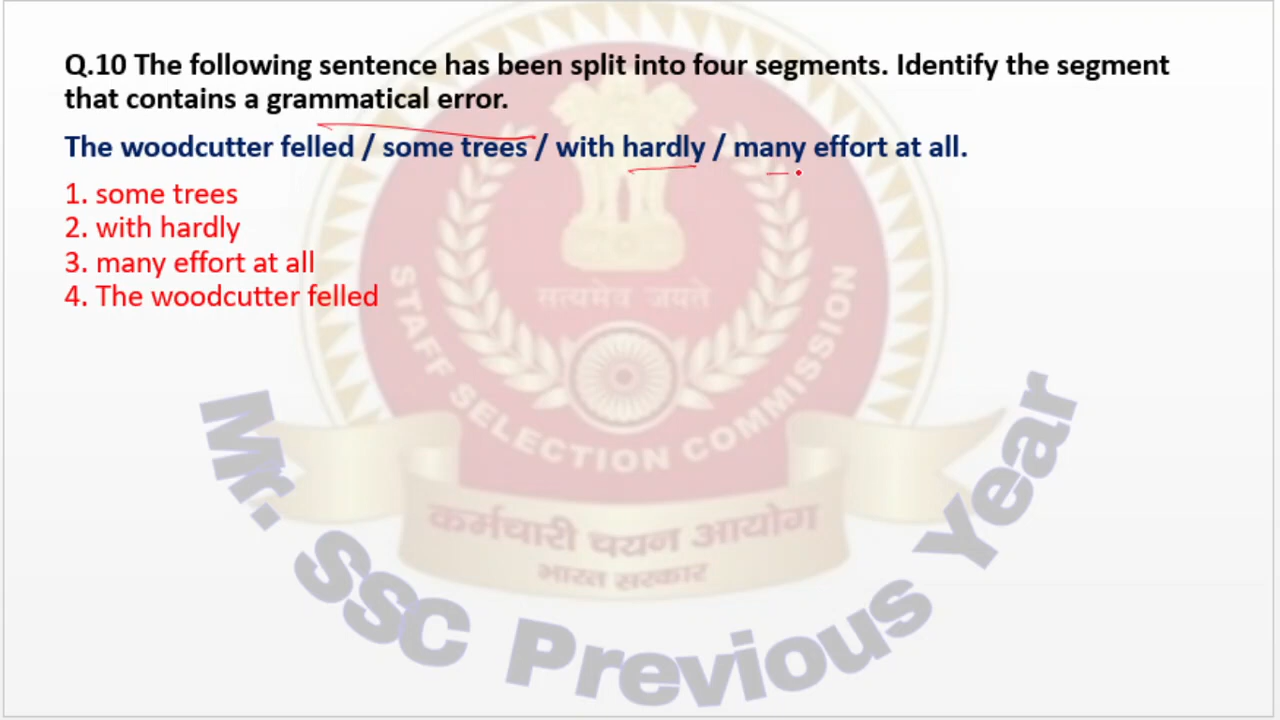 Q.10 The following sentence has been split into four segments. Identify the segment
that contains a grammatical error.
The woodcutter felled / some trees / with hardly / many effort at all.
1. some trees
2. with hardly
3. many effort at all
4. The woodcutter felled
सत्यमेव जयते
STAFF SELECTION COMMISSION
कर्मचारी चयन आयोग
भारत सरकार
Mr. SSC Previous Year